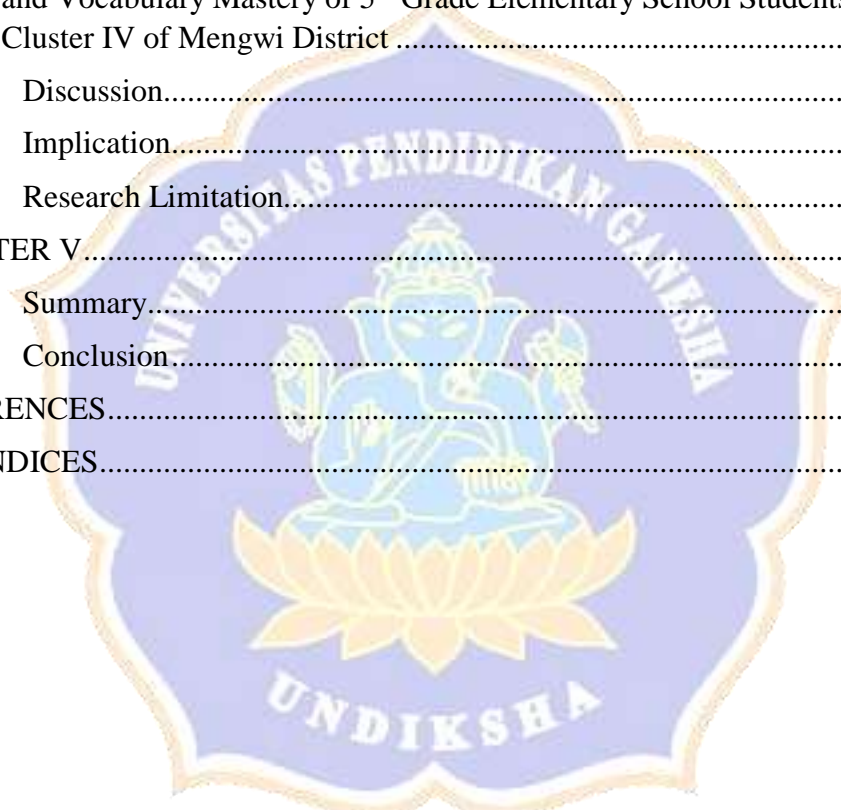 and Vocabulary Mastery of 5 Grade Elementary School Students
Cluster IV of Mengwi District ........................................................
Discussion....................................................................................
Implication...................................................................................
Research Limitation.....................................................................
TER V...............................................................................................
Summary......................................................................................
Conclusion...................................................................................
RENCES............................................................................................
NDICES.............................................................................................
UNIVERSITAS PENDIDIKAN GANESHA
UNDIKSHA